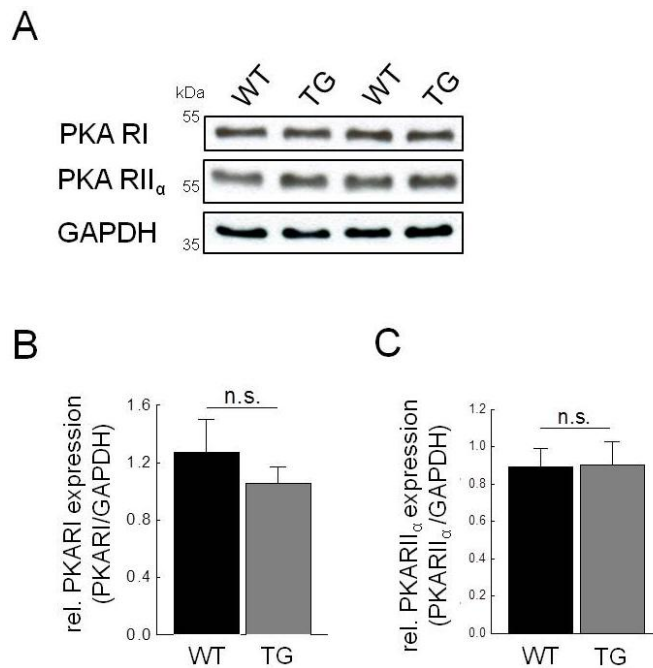 A
kDa
WT TG WT TG
PKA RI 55
PKA RIIα 55
GAPDH 35
B
rel. PKARI expression
(PKARI/GAPDH)
n.s.
1.6
1.2
0.8
0.4
0.0
WT TG
C
rel. PKARIIα expression
(PKARIIα/GAPDH)
n.s.
1.2
1.0
0.8
0.6
0.4
0.2
0.0
WT TG